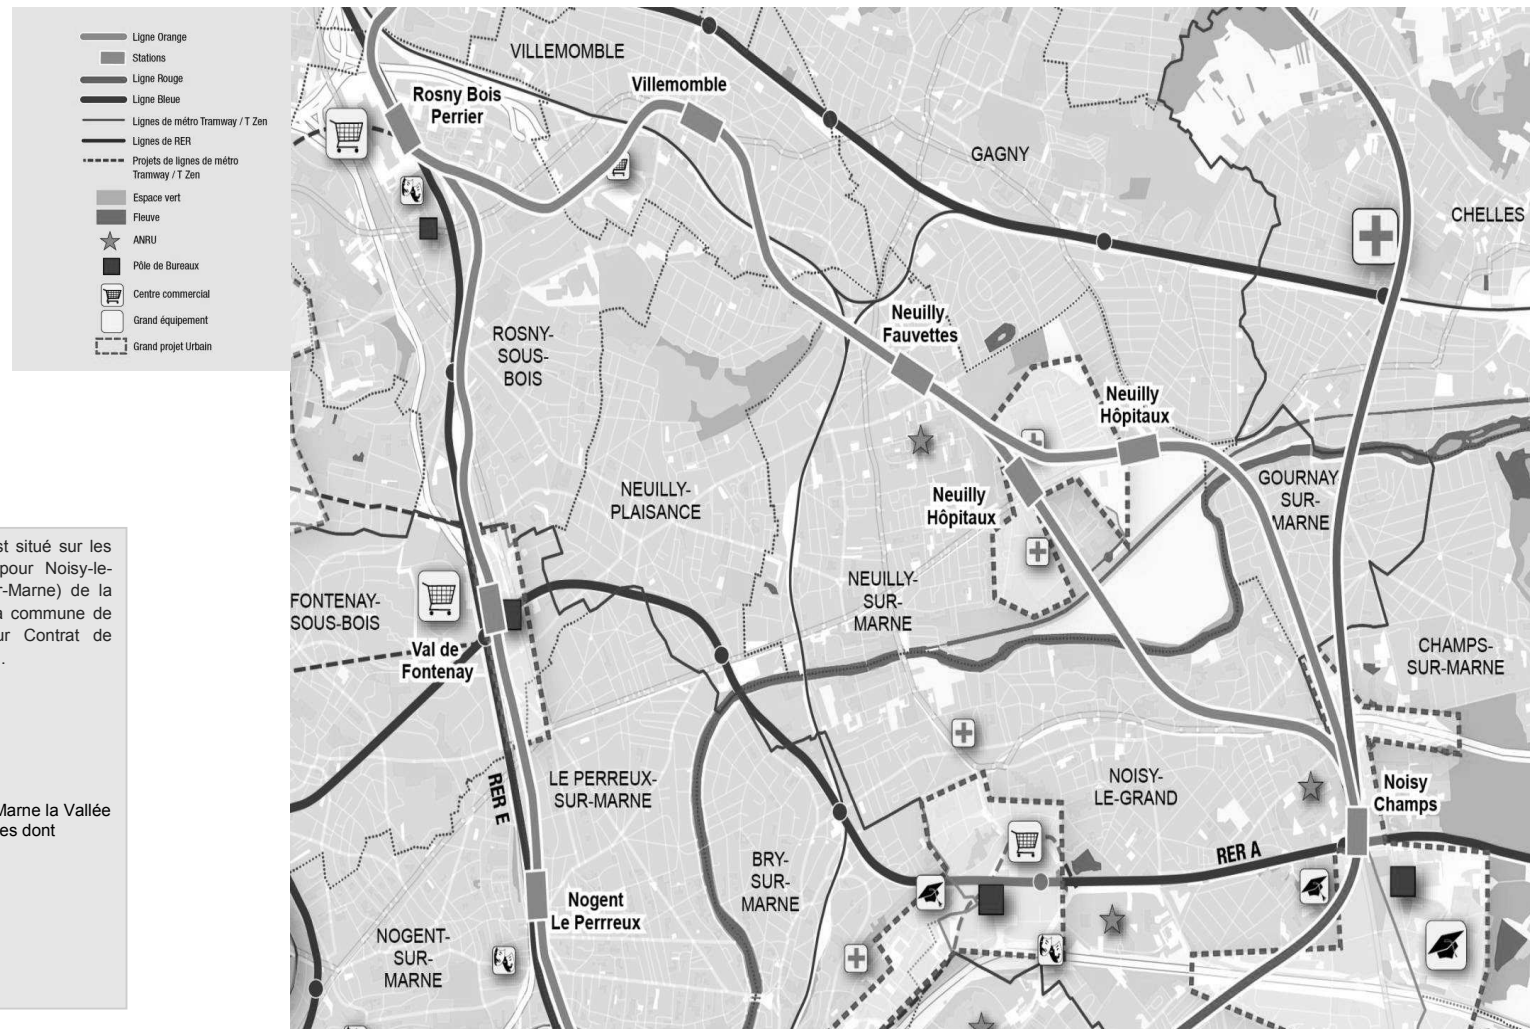 Ligne Orange
Stations
Ligne Rouge
Ligne Bleue
Lignes de métro Tramway / T Zen
Lignes de RER
Projets de lignes de métro
Tramway / T Zen
Espace vert
Fleuve
ANRU
Pôle de Bureaux
Centre commercial
Grand équipement
Grand projet Urbain
st situé sur les
pour Noisy-le-
r-Marne) de la
a commune de
ur Contrat de
.
Marne la Vallée
es dont
VILLEMOMBLE
Villemomble
Rosny Bois
Perrier
GAGNY
CHELLES
ROSNY-
SOUS-
BOIS
Neuilly
Fauvettes
Neuilly
Hôpitaux
NEUILLY-
PLAISANCE
Neuilly
Hôpitaux
GOURNAY
SUR-
MARNE
FONTENAY-
SOUS-BOIS
NEUILLY-
SUR-
MARNE
Val de
Fontenay
CHAMPS-
SUR-MARNE
RER E
LE PERREUX-
SUR-MARNE
NOISY-
LE-GRAND
Noisy
Champs
RER A
BRY-
SUR-
MARNE
Nogent
Le Perrreux
NOGENT-
SUR-
MARNE